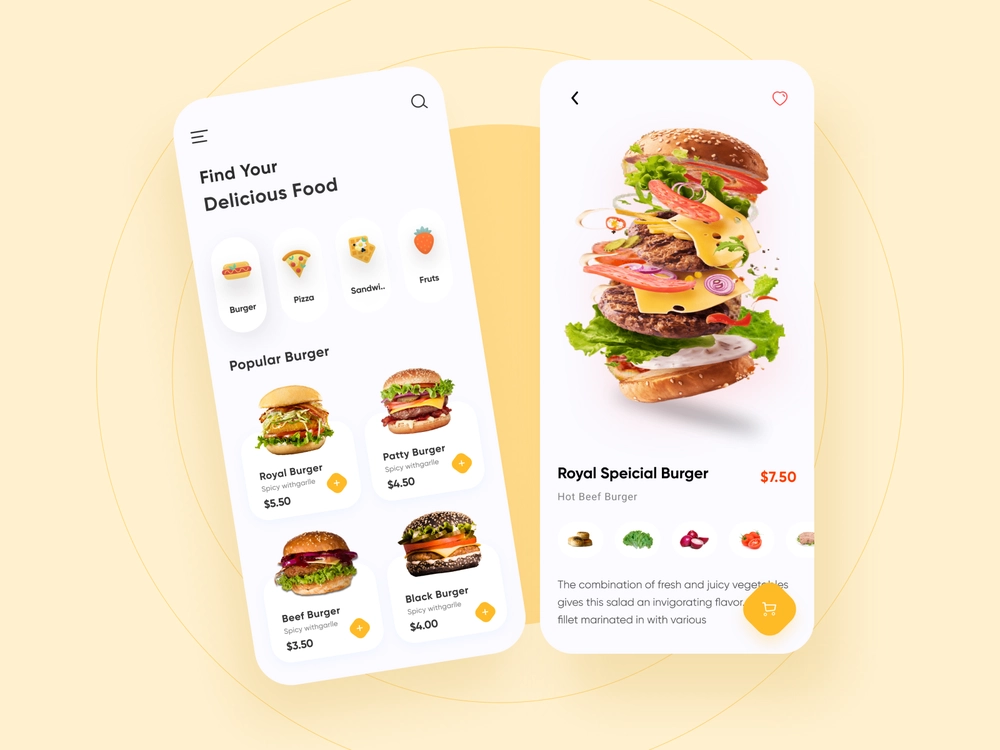 Find Your
Delicious Food
Burger
Pizza
Sandwi..
Fruts
Popular Burger
Royal Burger
Spicy withgarlle
$5.50
Patty Burger
Spicy withgarlle
$4.50
Beef Burger
Spicy withgarlle
$3.50
Black Burger
Spicy withgarlle
$4.00
Royal Speicial Burger
$7.50
Hot Beef Burger
The combination of fresh and juicy vegetables
gives this salad an invigorating flavor
fillet marinated in with various